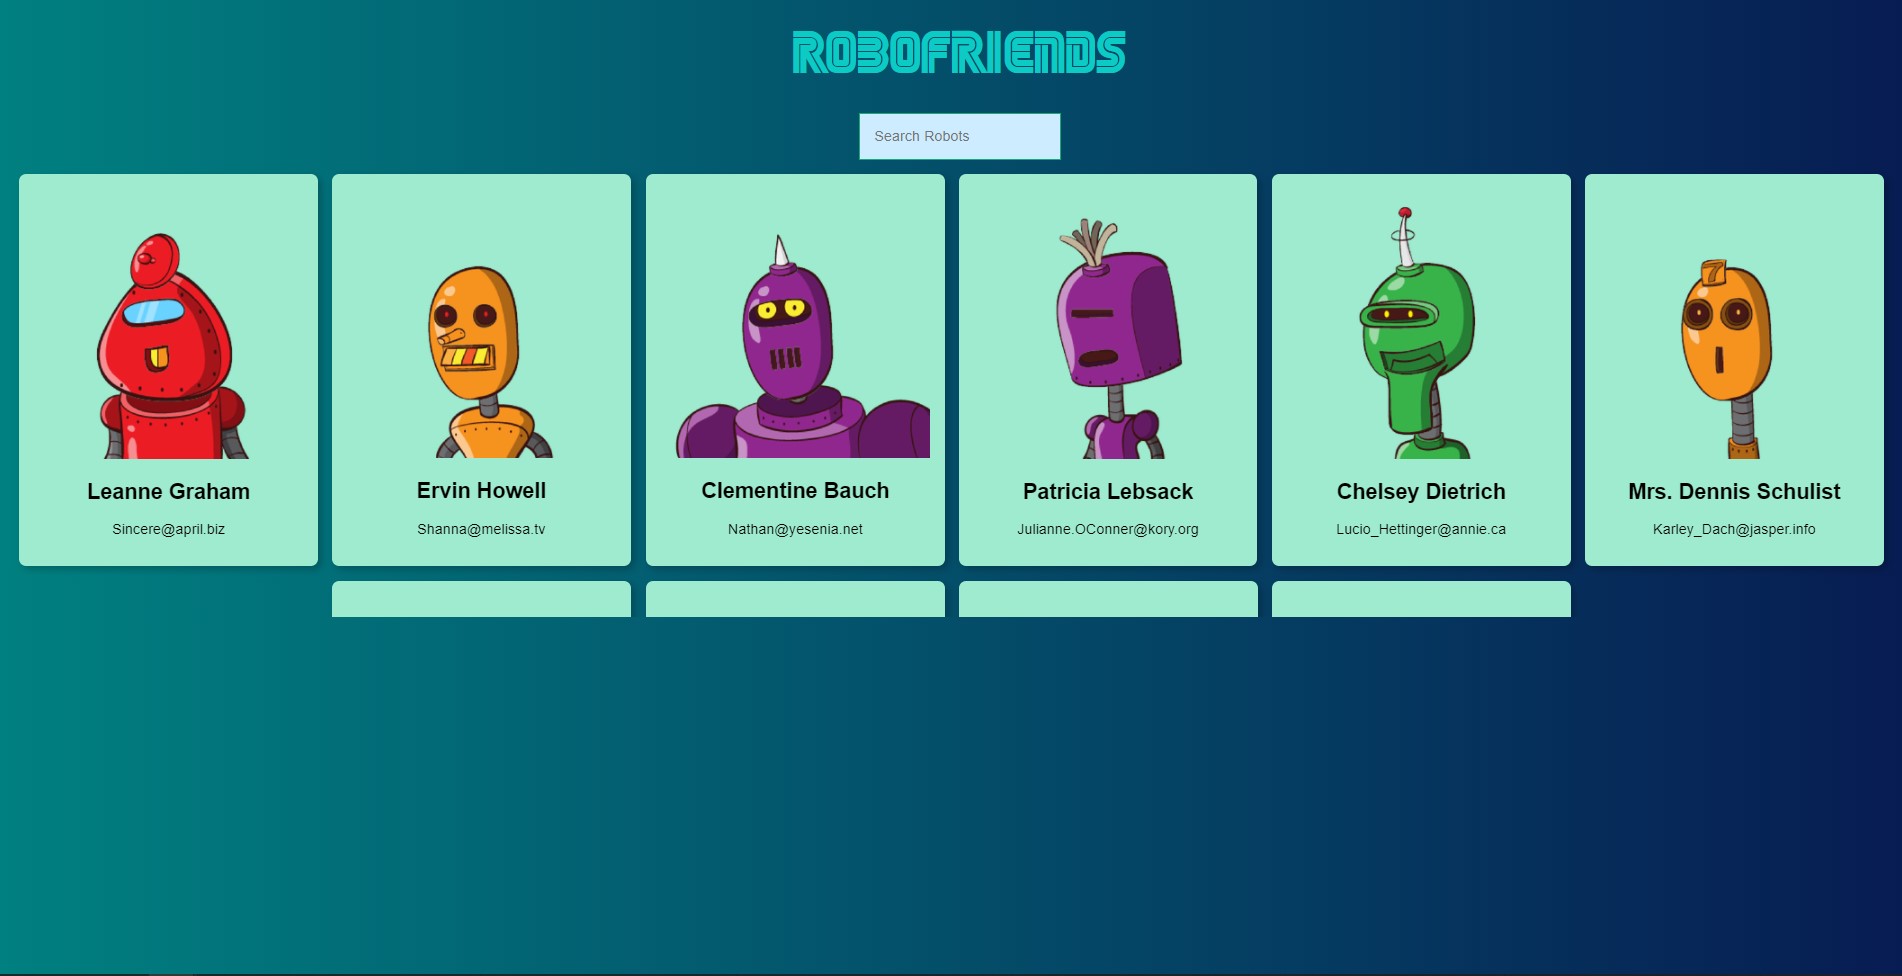 ROBOFRIENDS
Search Robots
Leanne Graham
Sincere@april.biz
Ervin Howell
Shanna@melissa.tv
Clementine Bauch
Nathan@yesenia.net
Patricia Lebsack
Julianne.OConner@kory.org
Chelsey Dietrich
Lucio_Hettinger@annie.ca
7
Mrs. Dennis Schulist
Karley_Dach@jasper.info